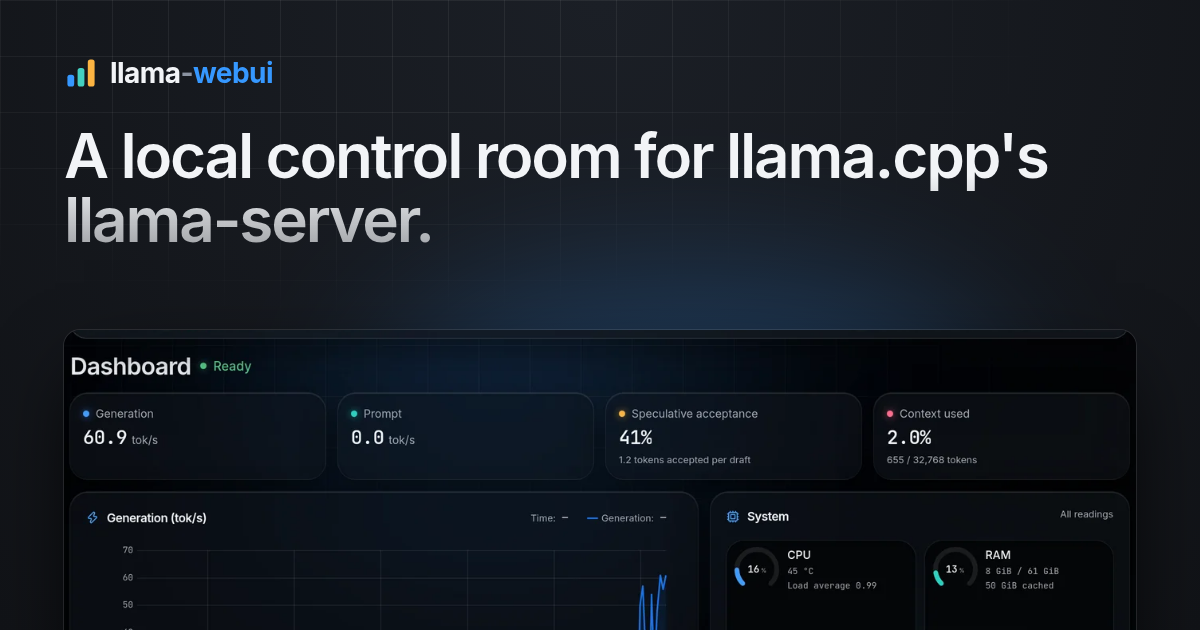 llama-webui
A local control room for llama.cpp's
llama-server.
Dashboard Ready
Generation
60.9 tok/s
Prompt
0.0 tok/s
Speculative acceptance
41%
1.2 tokens accepted per draft
Context used
2.0%
655 / 32,768 tokens
Generation (tok/s)
Time: – Generation: –
70
60
50
System
All readings
16%
CPU
45 °C
Load average 0.99
13%
RAM
8 GiB / 61 GiB
50 GiB cached